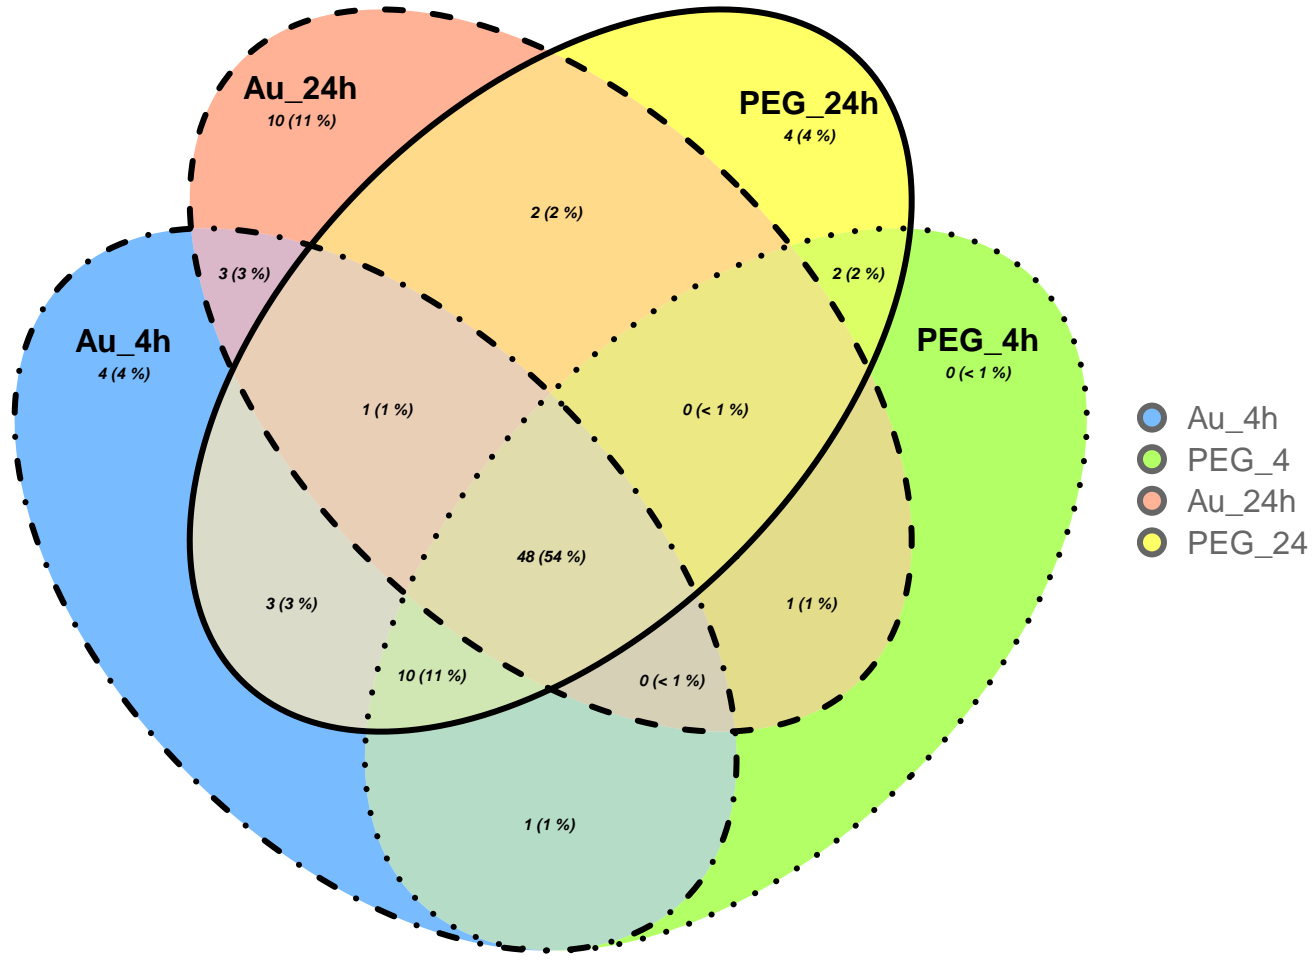 Au_24h
10 (11 %)
PEG_24h
4 (4 %)
2 (2 %)
3 (3 %)
2 (2 %)
Au_4h
4 (4 %)
PEG_4h
0 (< 1 %)
1 (1 %)
0 (< 1 %)
48 (54 %)
3 (3 %)
1 (1 %)
10 (11 %)
0 (< 1 %)
1 (1 %)
Au_4h
PEG_4
Au_24h
PEG_24